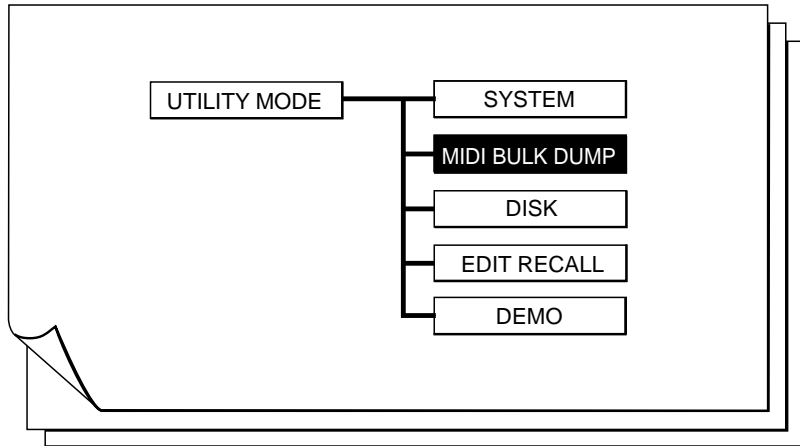 UTILITY MODE
SYSTEM
MIDI BULK DUMP
DISK
EDIT RECALL
DEMO